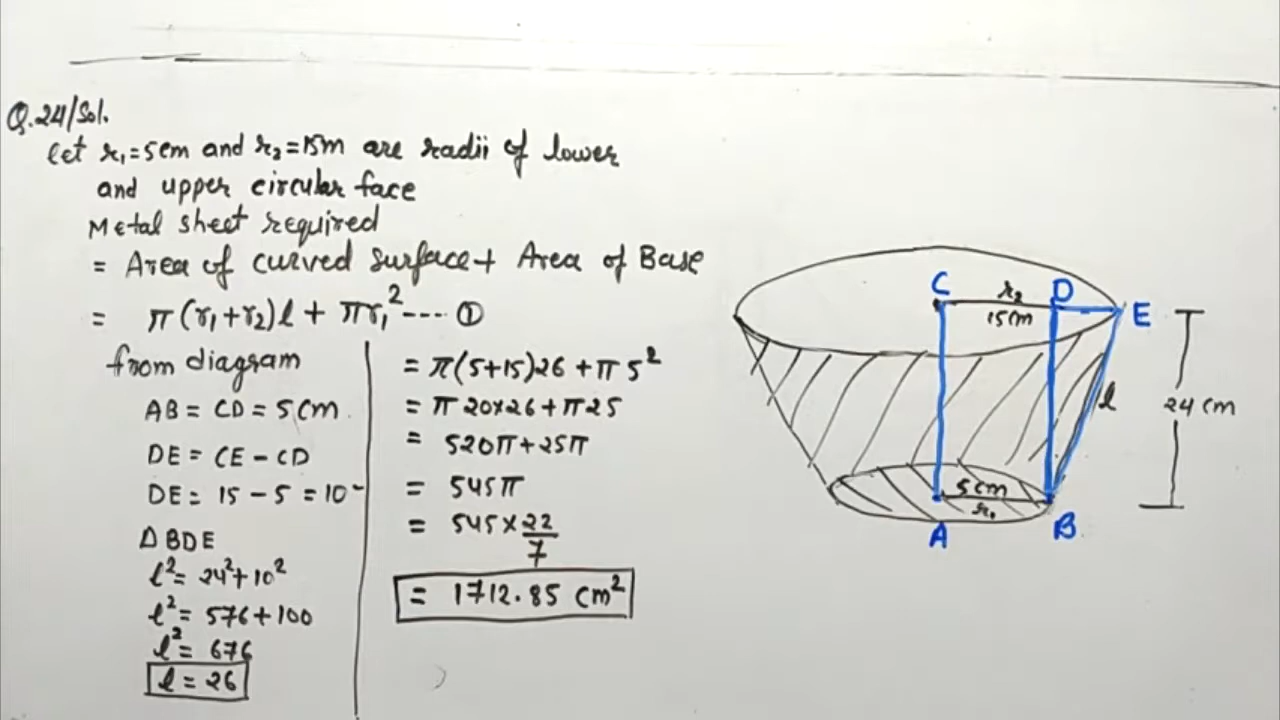 Q.24/Sol.
Let r₁=5cm and r₂=15m are radii of lower
and upper circular face
Metal sheet required
= Area of curved surface + Area of Base
= π(r₁+r₂)l + πr₁² ---- ①
from diagram
AB = CD = 5cm
DE = CE - CD
DE = 15 - 5 = 10
Δ BDE
l² = 24² + 10²
l² = 576 + 100
l² = 676
l = 26
= π(5+15)26 + π 5²
= π 20×26 + π25
= 520π + 25π
= 545π
= 545 × 22/7
= 1712.85 cm²
C
r₂
D
15cm
E
l
24 cm
5cm
r₁
A
B